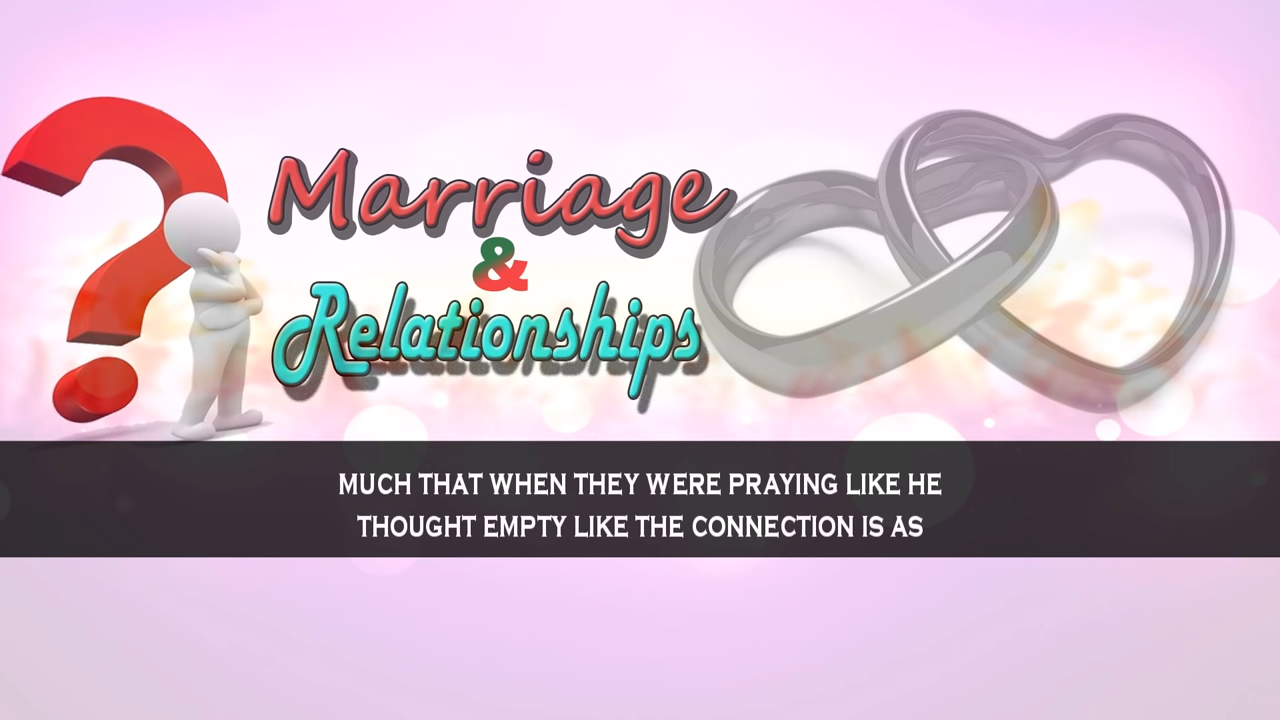 Marriage
&
Relationships
MUCH THAT WHEN THEY WERE PRAYING LIKE HE
THOUGHT EMPTY LIKE THE CONNECTION IS AS